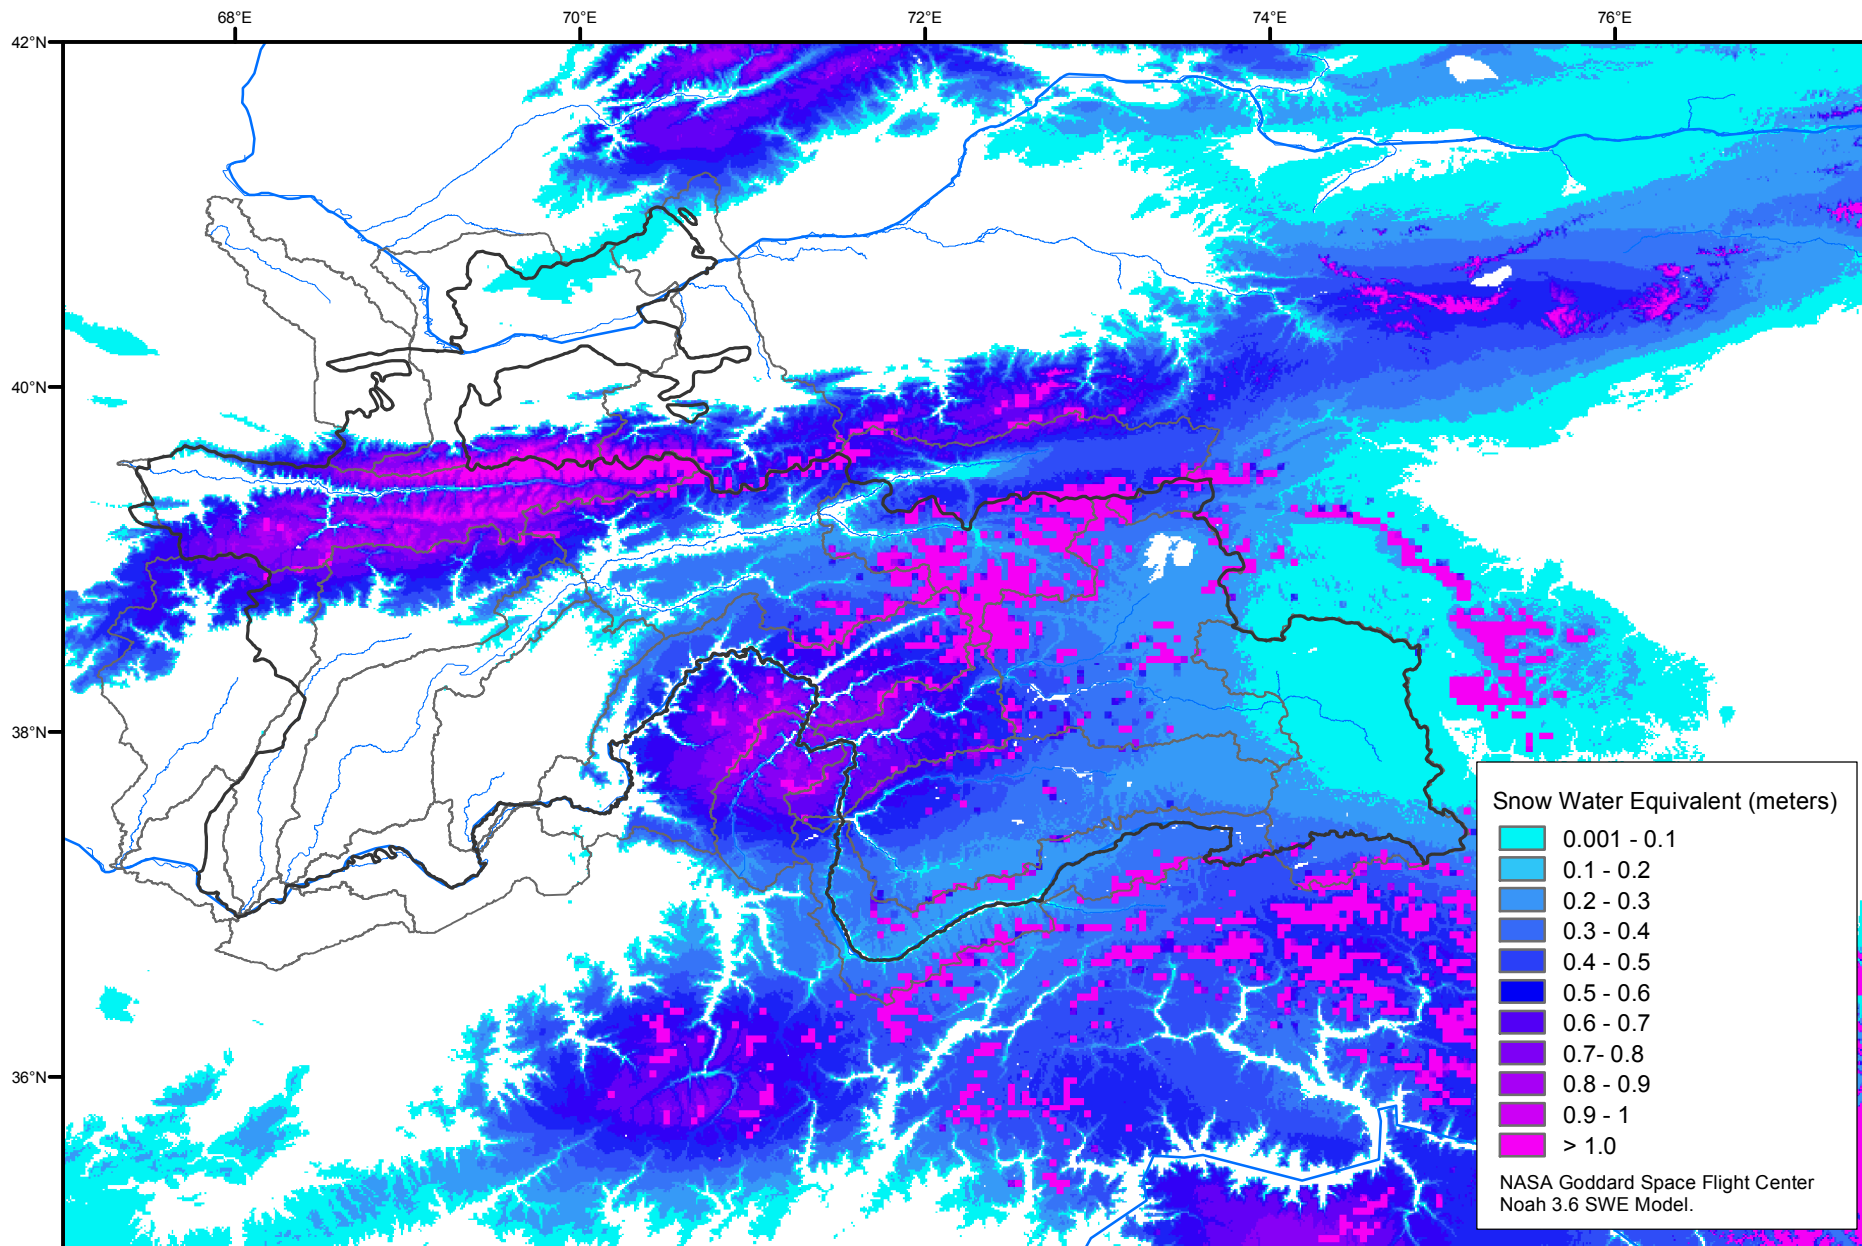 68°E 70°E 72°E 74°E 76°E
42°N
40°N
38°N
36°N
Snow Water Equivalent (meters)
0.001 - 0.1
0.1 - 0.2
0.2 - 0.3
0.3 - 0.4
0.4 - 0.5
0.5 - 0.6
0.6 - 0.7
0.7- 0.8
0.8 - 0.9
0.9 - 1
> 1.0
NASA Goddard Space Flight Center
Noah 3.6 SWE Model.